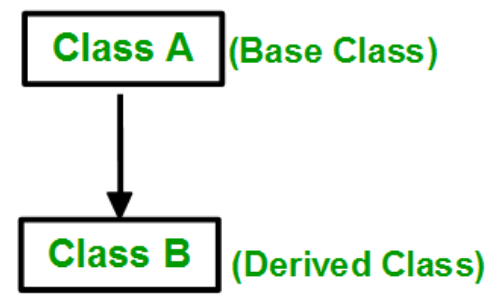 Class A (Base Class)
Class B (Derived Class)